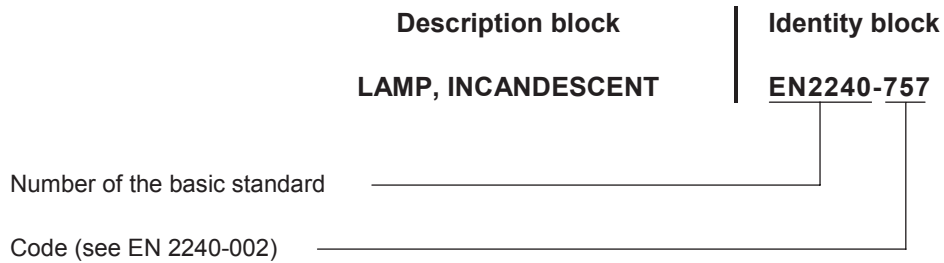 Description block Identity block
LAMP, INCANDESCENT EN2240-757
Number of the basic standard
Code (see EN 2240-002)